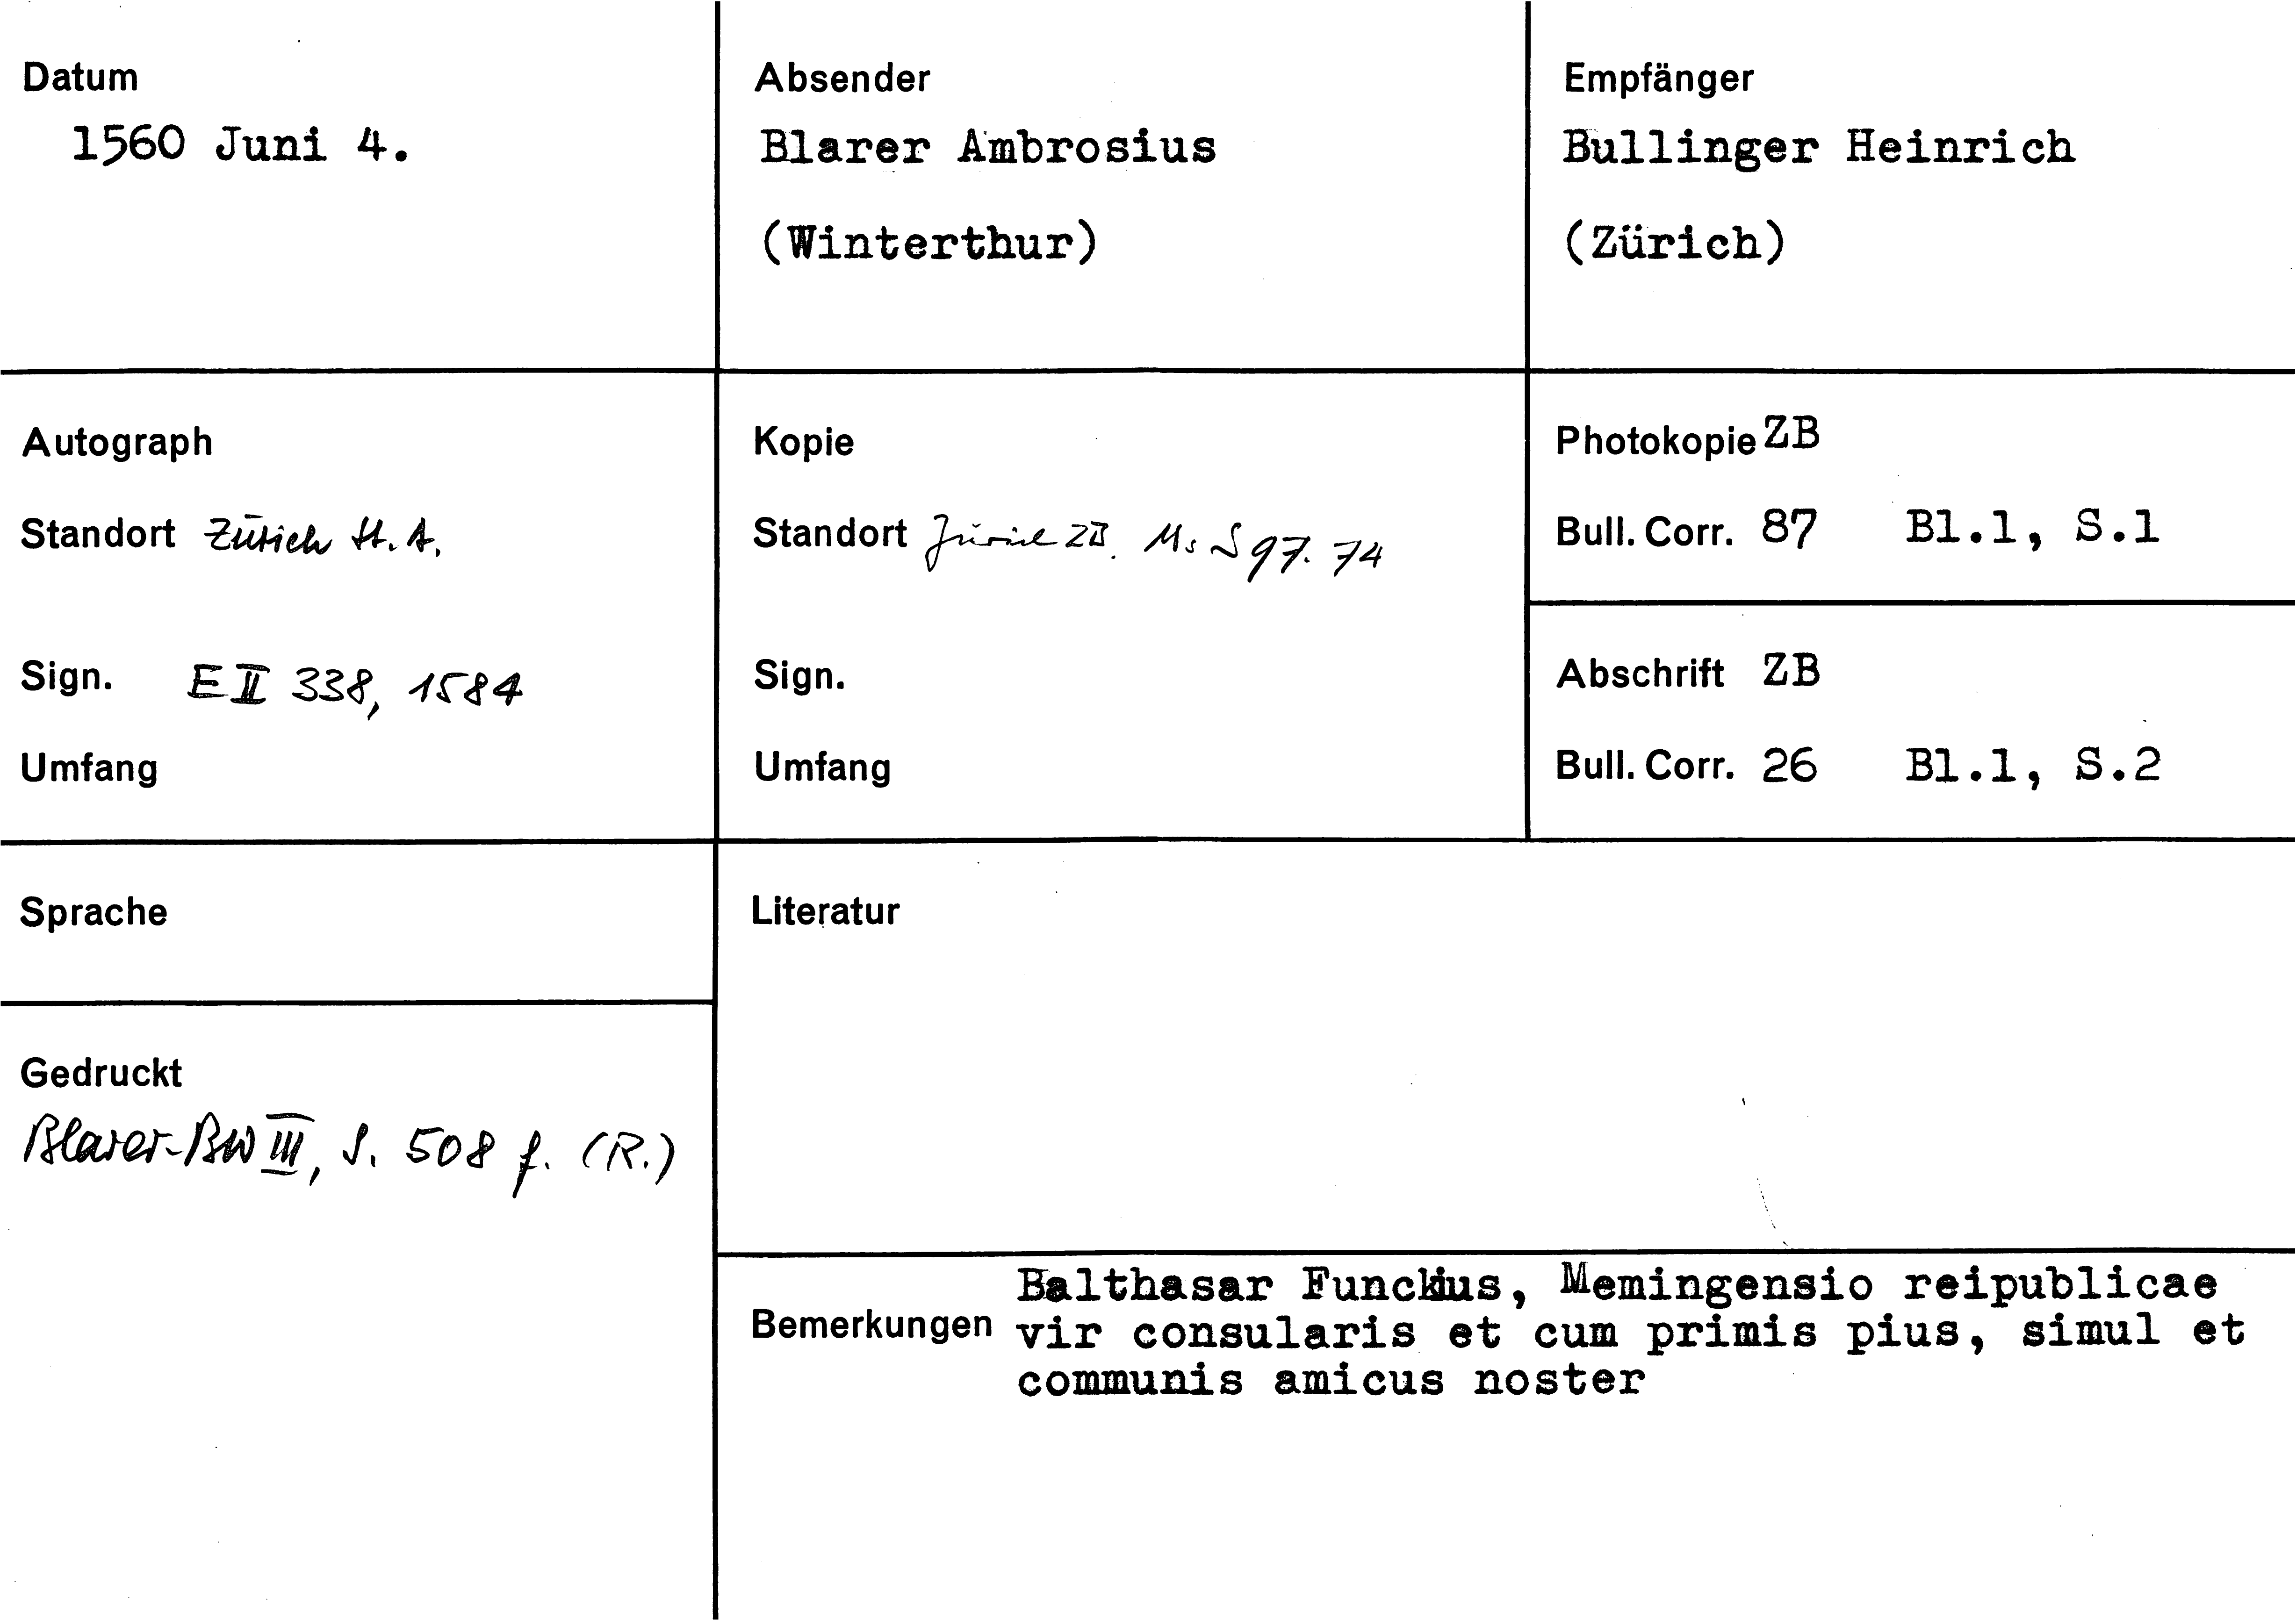 Datum
1560 Juni 4.
Absender
Blarer Ambrosius
(Winterthur)
Empfänger
Bullinger Heinrich
(Zürich)
Autograph
Standort Zürich St. A.
Sign. E II 338, 1584
Umfang
Kopie
Standort Zürich ZB. Ms S 97. 74
Sign.
Umfang
Photokopie ZB
Bull. Corr. 87 Bl.1, S.1
Abschrift ZB
Bull. Corr. 26 Bl.1, S.2
Sprache
Gedruckt
Blarer-BW III, S. 508 f. (R.)
Literatur
Bemerkungen
Balthasar Funckius, Memingensio reipublicae
vir consularis et cum primis pius, simul et
communis amicus noster